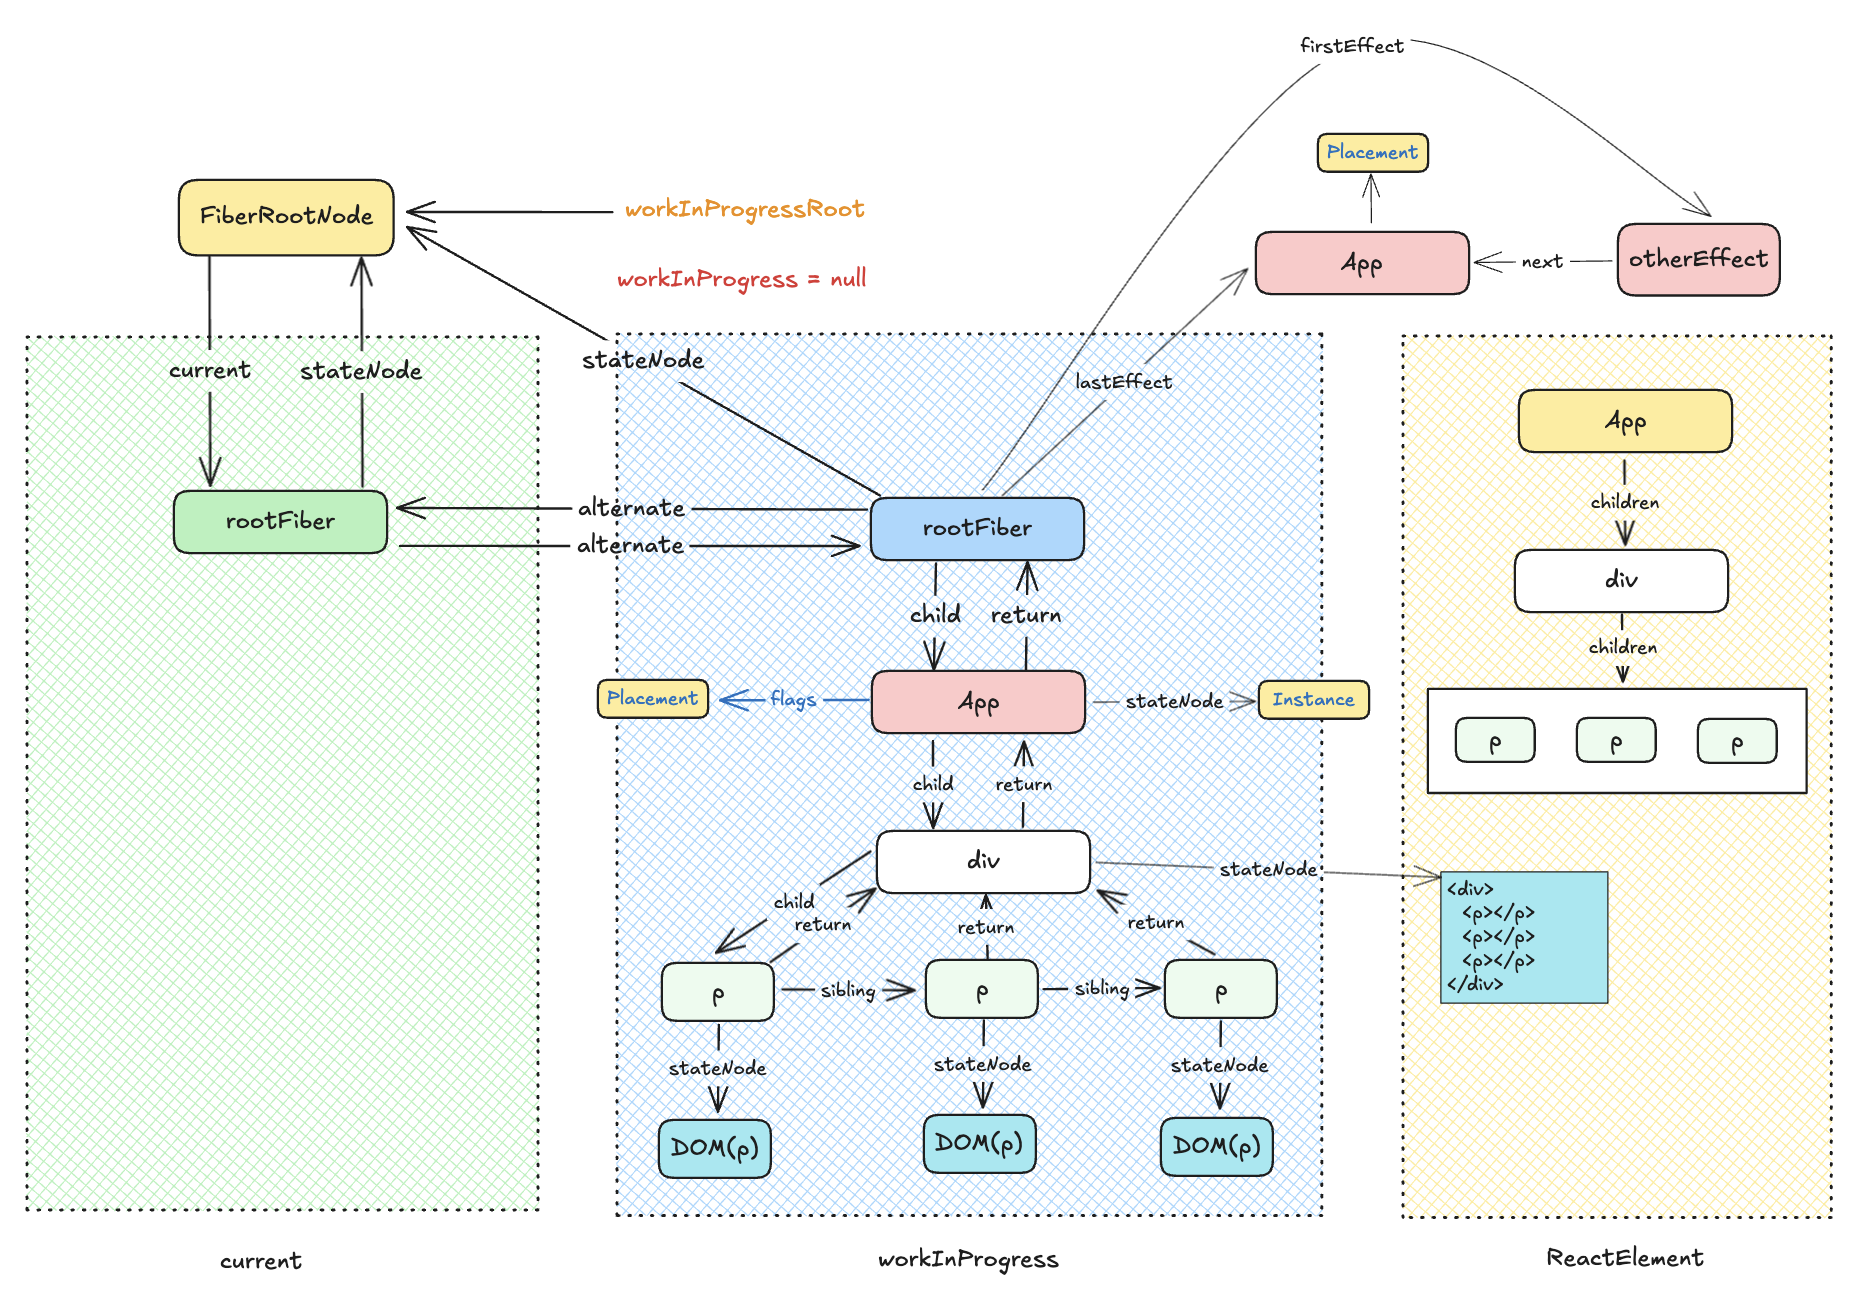 firstEffect
Placement
FiberRootNode
workInProgressRoot
App
next
otherEffect
workInProgress = null
current
stateNode
stateNode
lastEffect
App
children
alternate
rootFiber
rootFiber
alternate
div
children
child
return
Placement
flags
App
stateNode
Instance
p
p
p
child
return
div
stateNode
<div>
<p></p>
<p></p>
<p></p>
</div>
child
return
return
return
p
sibling
p
sibling
p
stateNode
stateNode
stateNode
DOM(p)
DOM(p)
DOM(p)
current
workInProgress
ReactElement